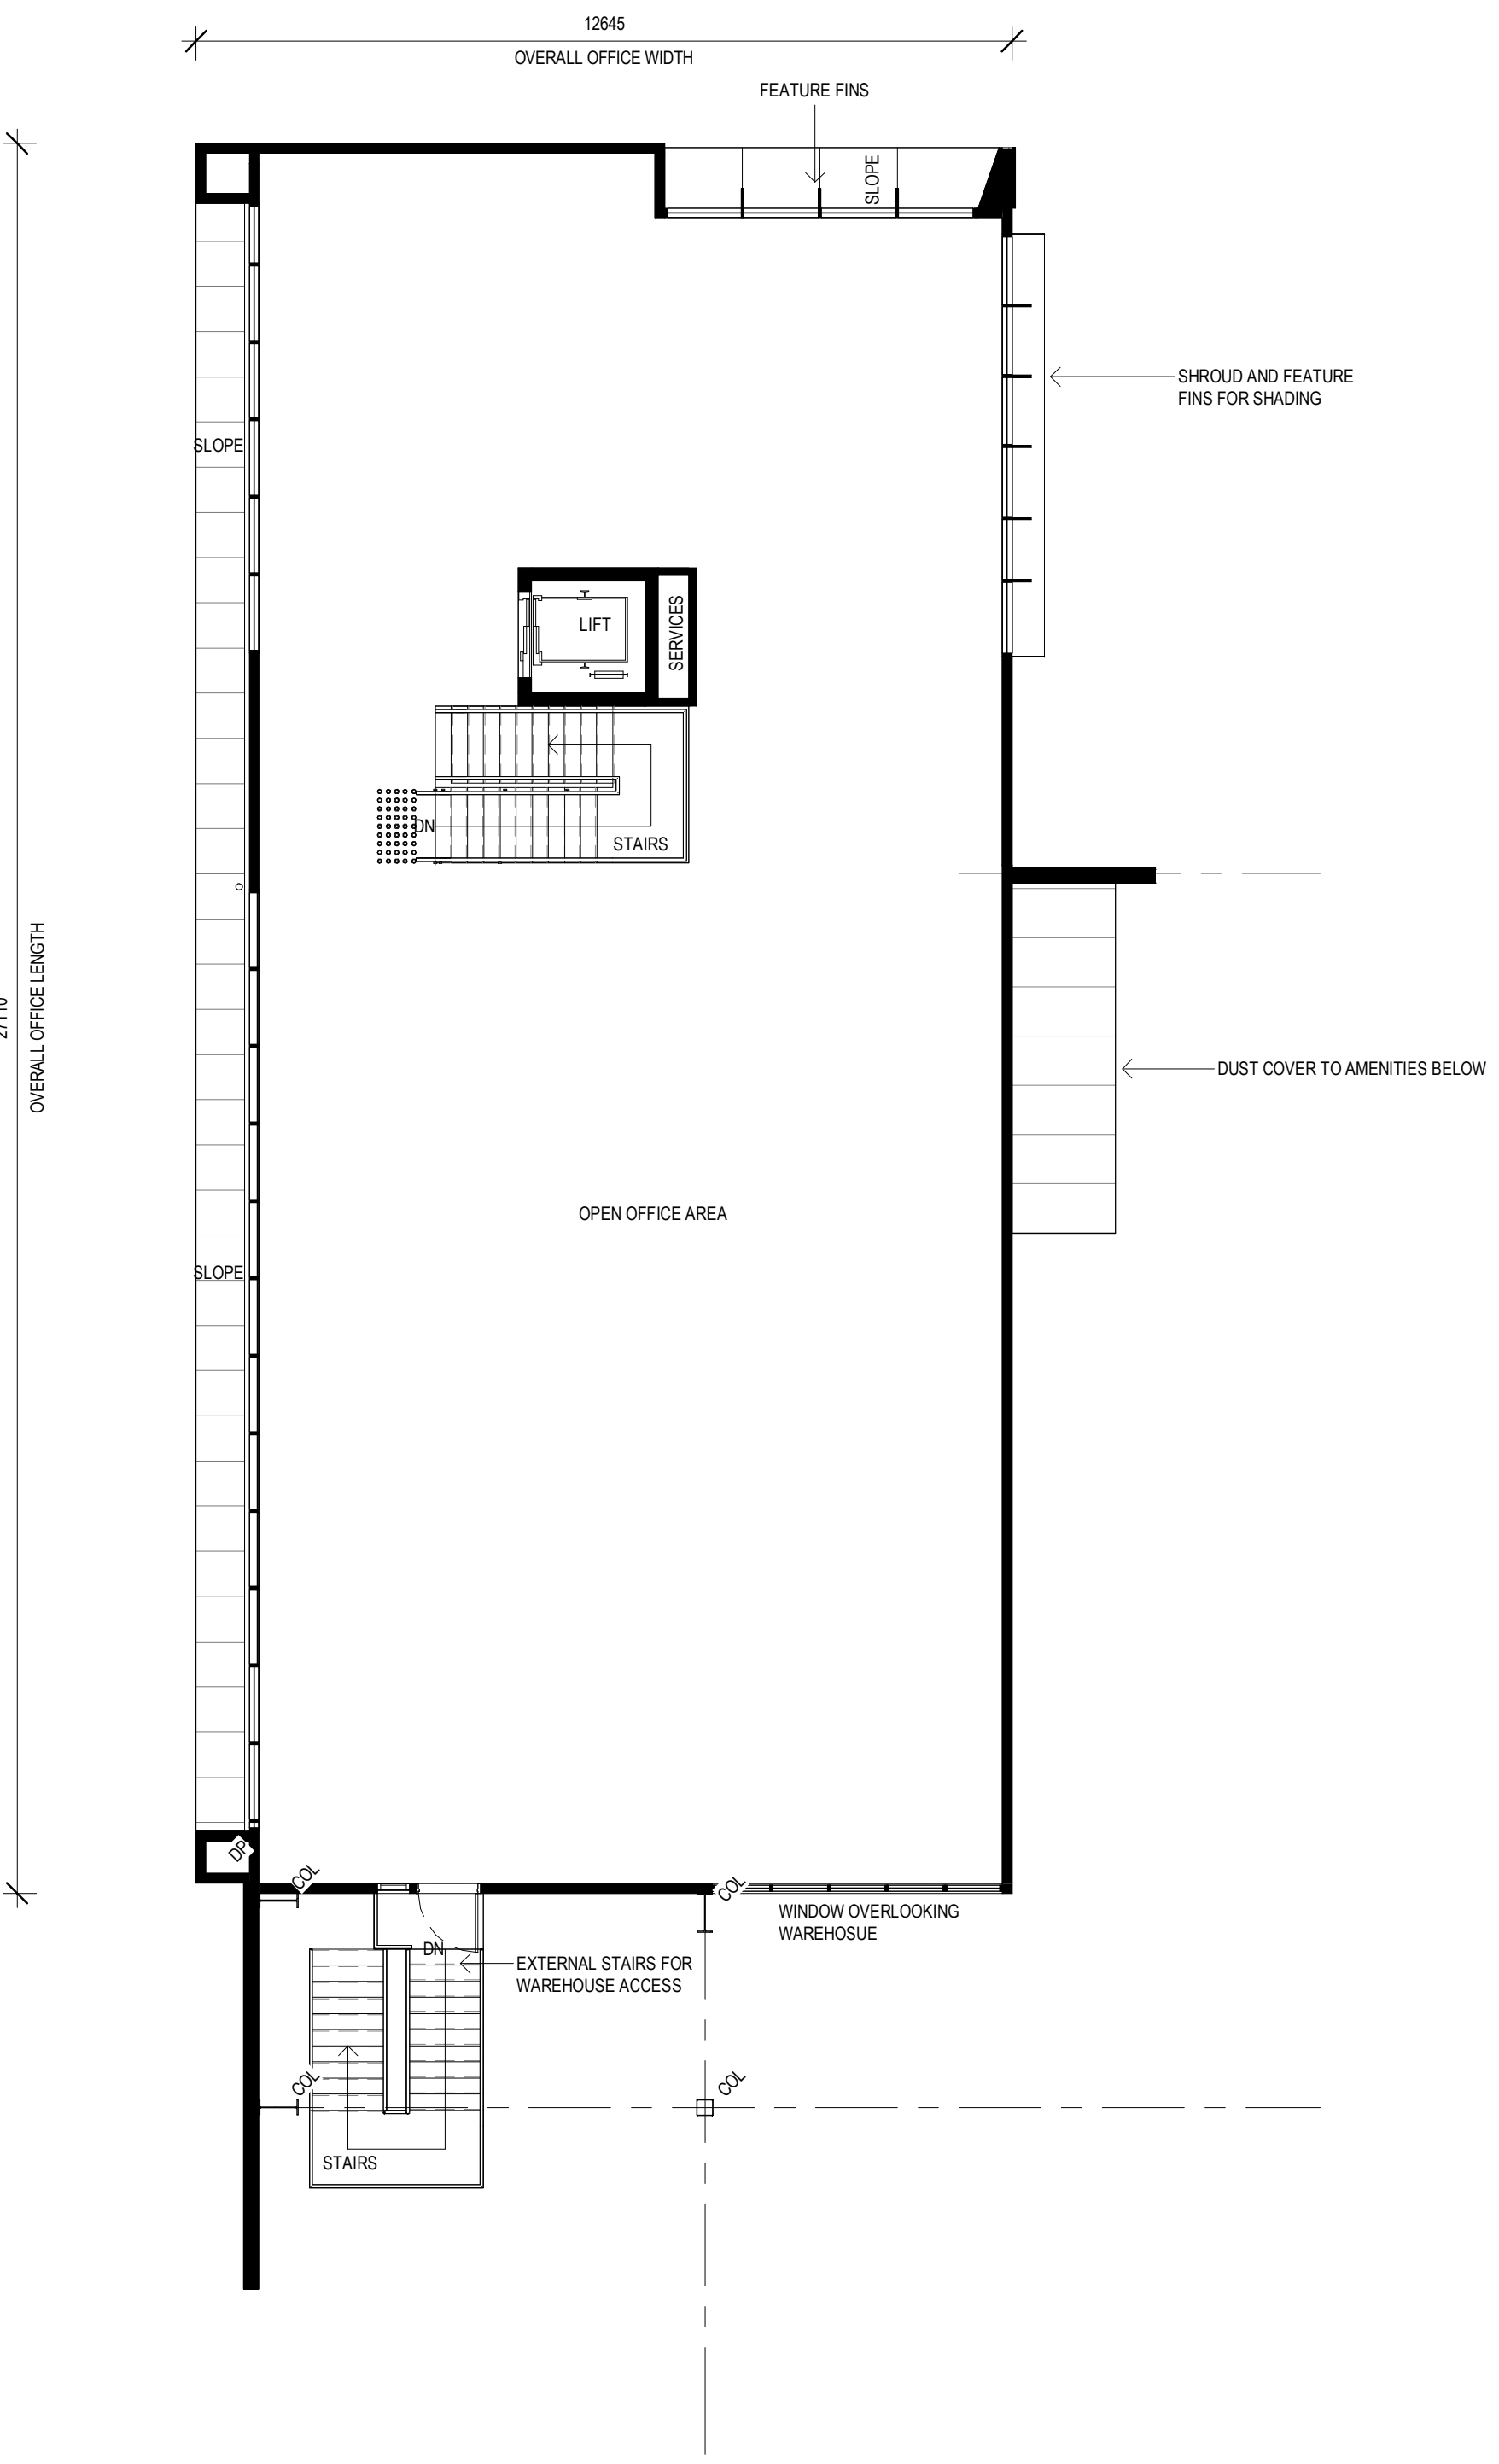 12645
OVERALL OFFICE WIDTH
FEATURE FINS
SLOPE
SHROUD AND FEATURE
FINS FOR SHADING
SLOPE
LIFT
SERVICES
DN
STAIRS
OVERALL OFFICE LENGTH
DUST COVER TO AMENITIES BELOW
OPEN OFFICE AREA
SLOPE
DP
COL
COL
WINDOW OVERLOOKING
WAREHOSUE
DN
EXTERNAL STAIRS FOR
WAREHOUSE ACCESS
COL
COL
STAIRS